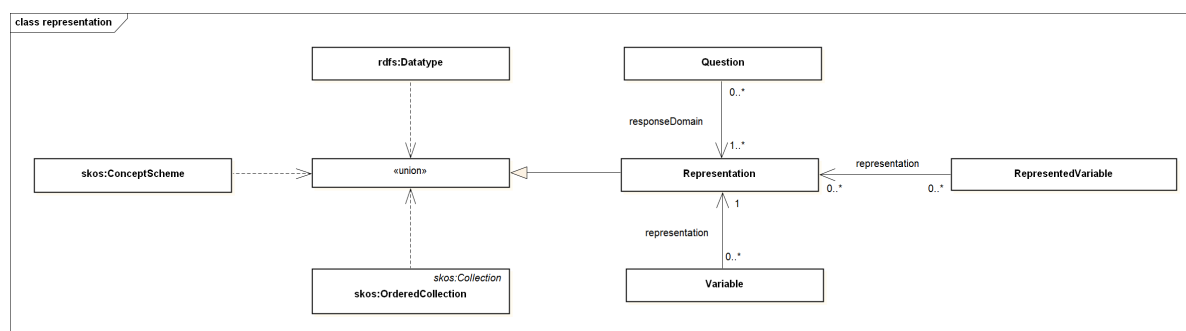 class representation
rdfs:Datatype
Question
0..*
responseDomain
1..*
skos:ConceptScheme
«union»
Representation
representation
0..*
0..*
RepresentedVariable
1
representation
0..*
skos:Collection
skos:OrderedCollection
Variable